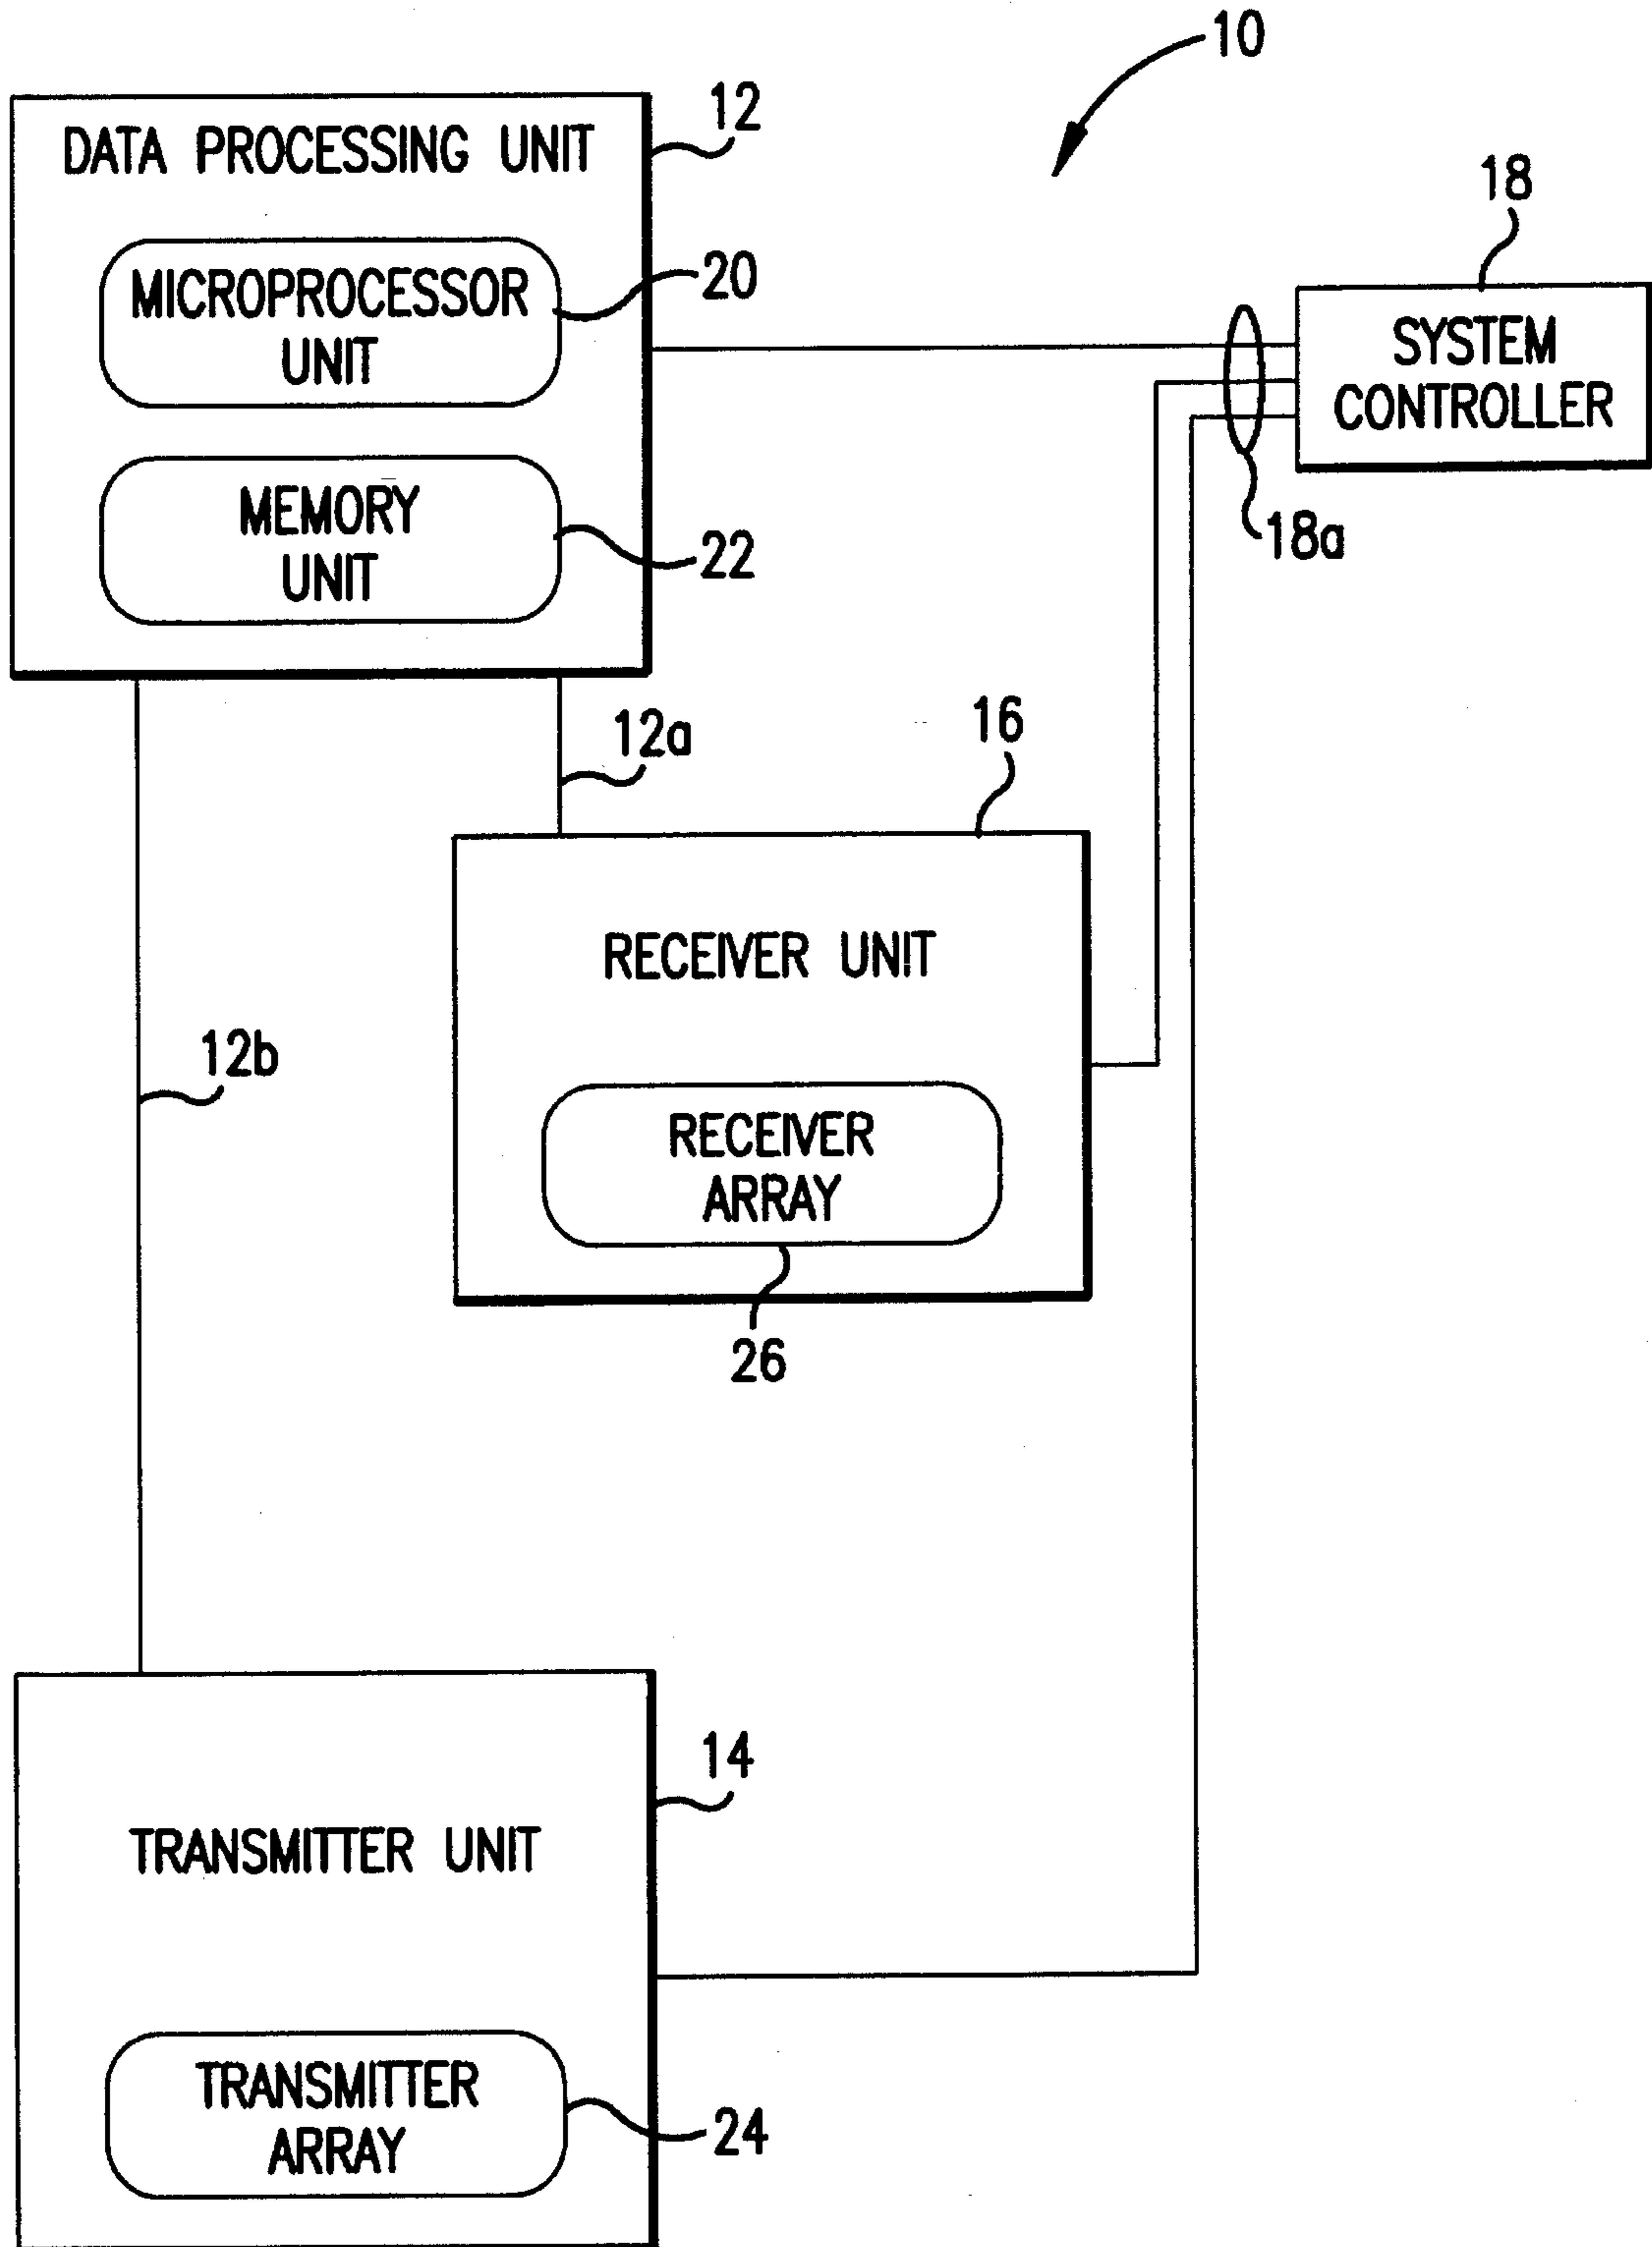 10
DATA PROCESSING UNIT
12
MICROPROCESSOR
UNIT
20
MEMORY
UNIT
22
18
SYSTEM
CONTROLLER
18a
12a
16
RECEIVER UNIT
12b
RECEIVER
ARRAY
26
14
TRANSMITTER UNIT
TRANSMITTER
ARRAY
24